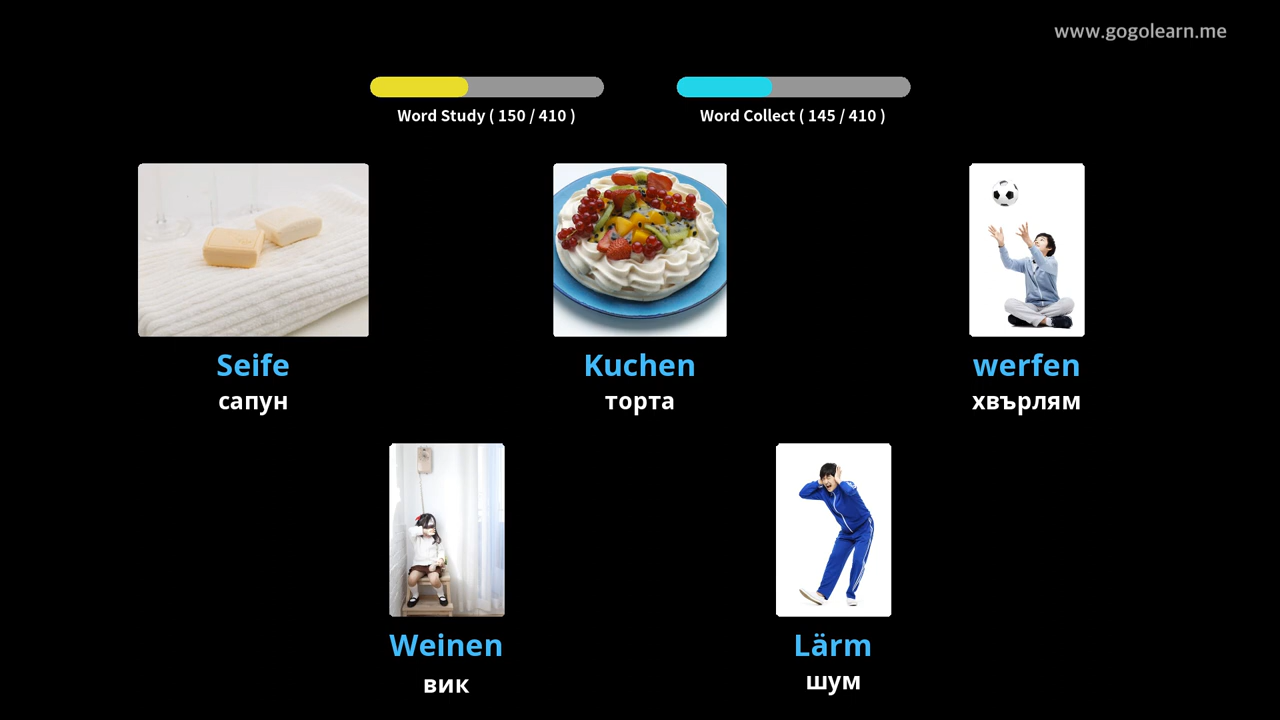 www.gogolearn.me
Word Study ( 150 / 410 )
Word Collect ( 145 / 410 )
Seife
сапун
Kuchen
торта
werfen
хвърлям
Weinen
вик
Lärm
шум